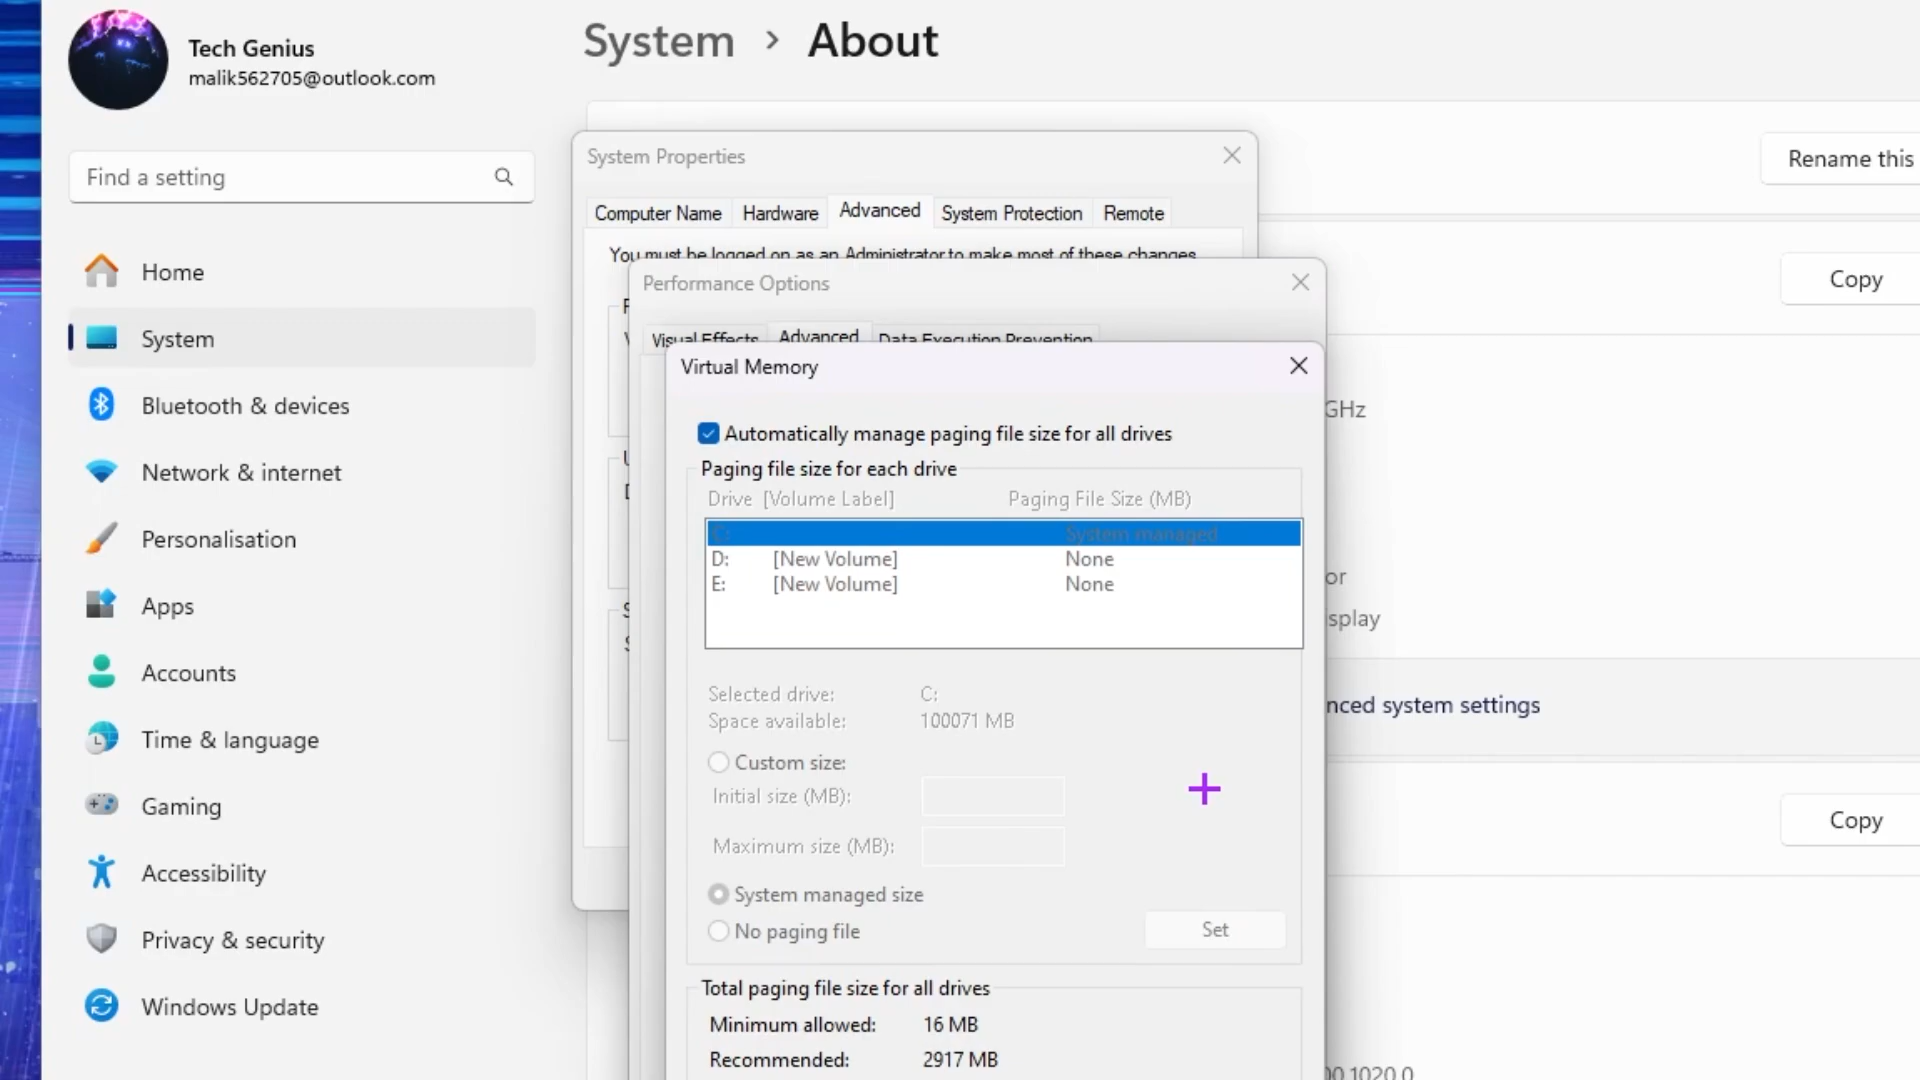 Tech Genius
malik562705@outlook.com
Find a setting
Home
System
Bluetooth & devices
Network & internet
Personalisation
Apps
Accounts
Time & language
Gaming
Accessibility
Privacy & security
Windows Update
System > About
Rename this
Copy
GHz
or
splay
nced system settings
Copy
00.1020.0
System Properties
Computer Name Hardware Advanced System Protection Remote
You must be logged on as an Administrator to make most of these changes
Performance Options
Visual Effects Advanced Data Execution Prevention
Virtual Memory
Automatically manage paging file size for all drives
Paging file size for each drive
Drive [Volume Label] Paging File Size (MB)
C: System managed
D: [New Volume] None
E: [New Volume] None
Selected drive: C:
Space available: 100071 MB
Custom size:
Initial size (MB):
Maximum size (MB):
System managed size
No paging file
Set
Total paging file size for all drives
Minimum allowed: 16 MB
Recommended: 2917 MB